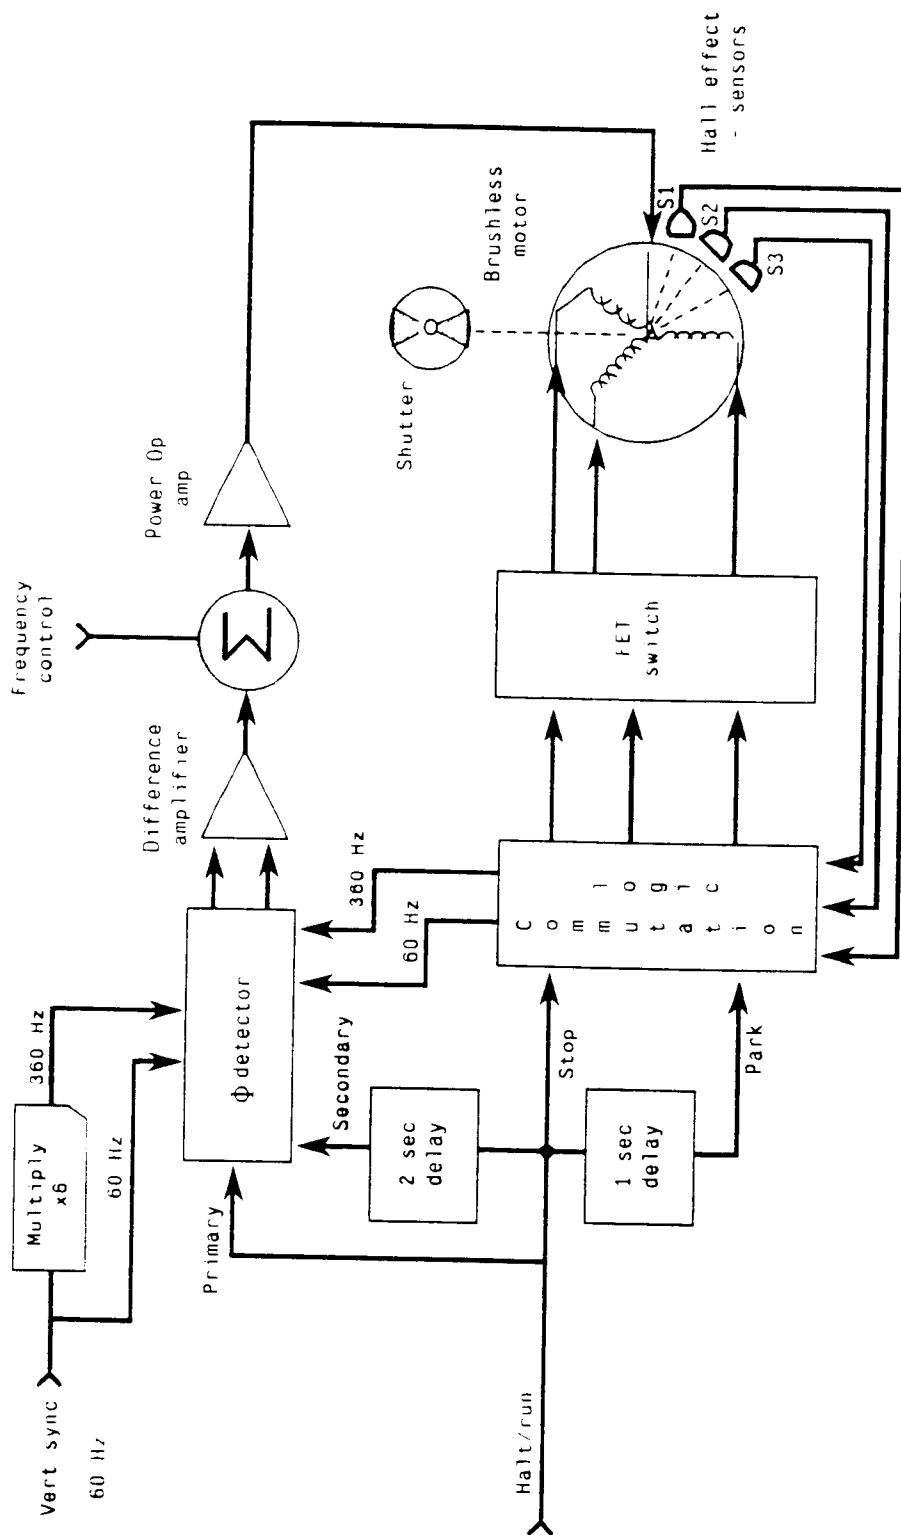 Vert sync
60 Hz
Multiply
x6
360 Hz
60 Hz
Φ detector
Primary
Secondary
Difference
amplifier
Frequency
control
Σ
Power Op
amp
360 Hz
60 Hz
Halt/run
2 sec
delay
1 sec
delay
Stop
Park
Commutation
logic
FET
switch
Shutter
Brushless
motor
S1
S2
S3
Hall effect
- sensors